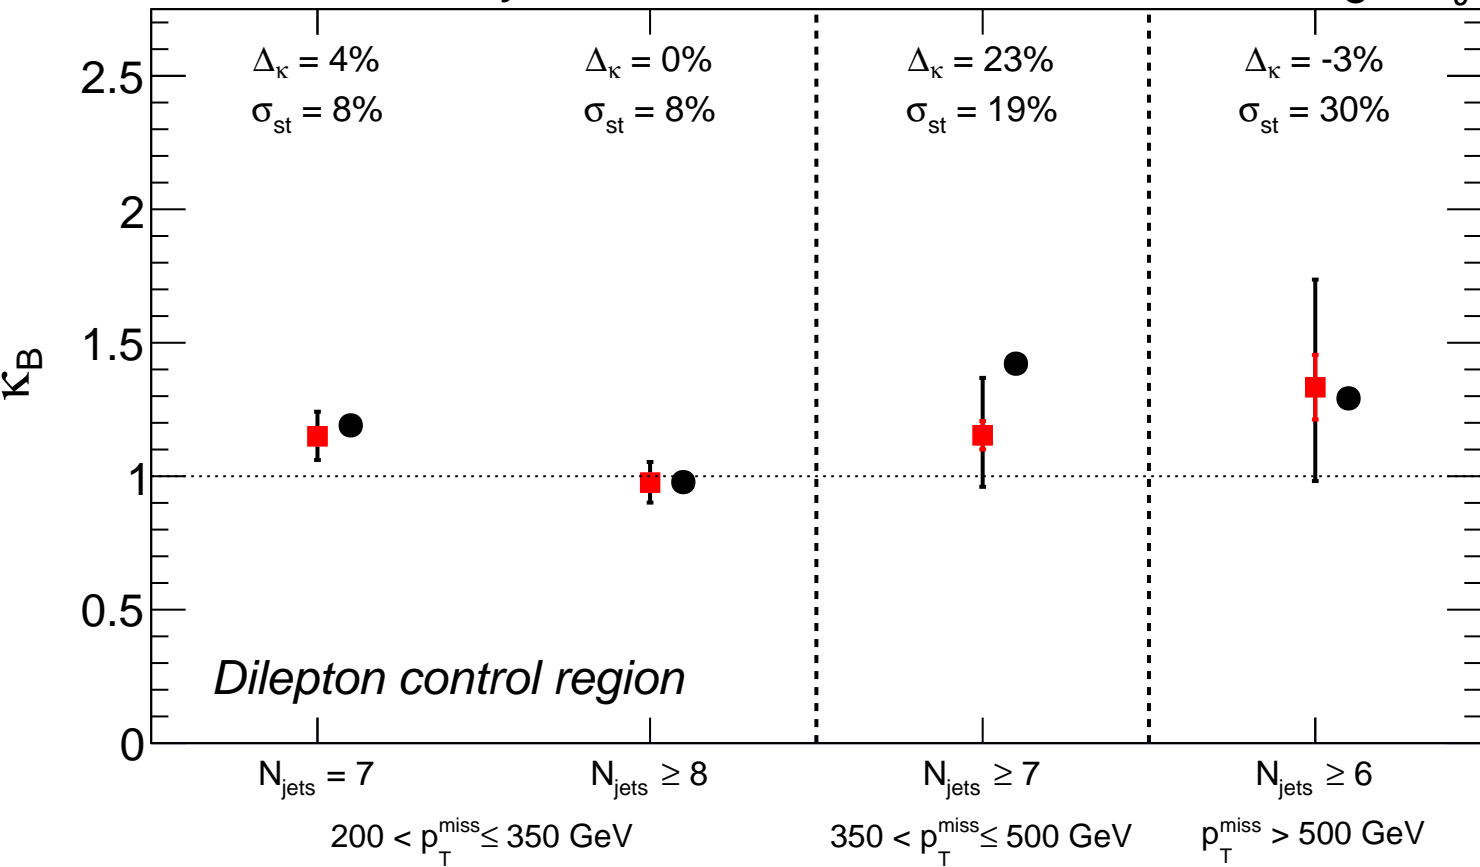 Δκ = 4% Δκ = 0% Δκ = 23% Δκ = -3%
σst = 8% σst = 8% σst = 19% σst = 30%
2.5
2
1.5
κB
1
0.5
Dilepton control region
0
Njets = 7 Njets ≥ 8 Njets ≥ 7 Njets ≥ 6
200 < pTmiss ≤ 350 GeV 350 < pTmiss ≤ 500 GeV pTmiss > 500 GeV